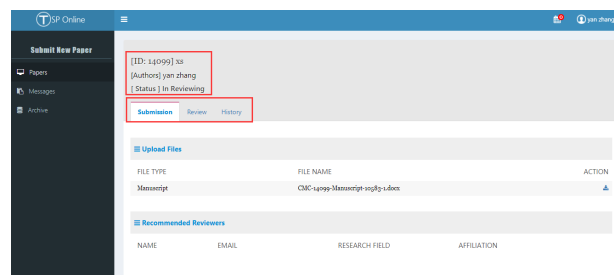 TSP Online
yan zhang
Submit New Paper
Papers
Messages
Archive
[ID: 14099] xs
[Authors] yan zhang
[ Status ] In Reviewing
Submission Review History
Upload Files
FILE TYPE FILE NAME ACTION
Manuscript CMC-14099-Manuscript-10583-1.docx
Recommended Reviewers
NAME EMAIL RESEARCH FIELD AFFILIATION